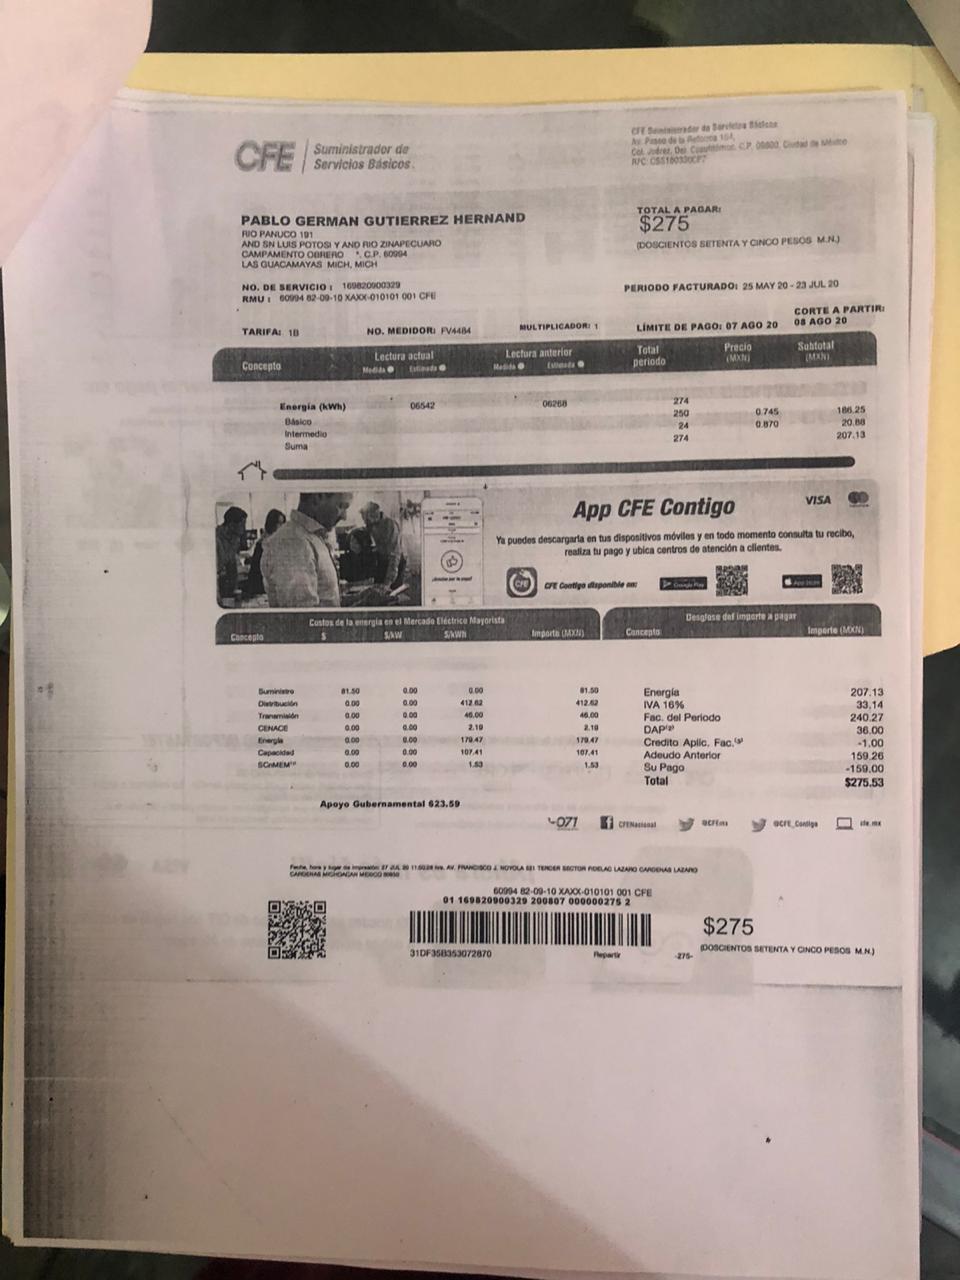 CFE Suministrador de Servicios Básicos.
CFE Suministrador de Servicios Básicos
Av. Paseo de la Reforma 164,
Col. Juárez, Del. Cuauhtémoc, C.P. 06600, Ciudad de México
RFC: CSS160330CP7
PABLO GERMAN GUTIERREZ HERNAND
RIO PANUCO 191
AND SN LUIS POTOSI Y AND RIO ZINAPECUARO
CAMPAMENTO OBRERO *. C.P. 60994
LAS GUACAMAYAS MICH, MICH
TOTAL A PAGAR:
$275
(DOSCIENTOS SETENTA Y CINCO PESOS M.N.)
NO. DE SERVICIO : 169820900329
RMU : 60994 82-09-10 XAXX-010101 001 CFE
PERIODO FACTURADO: 25 MAY 20 - 23 JUL 20
TARIFA: 1B NO. MEDIDOR: FV4484 MULTIPLICADOR: 1 LÍMITE DE PAGO: 07 AGO 20 CORTE A PARTIR: 08 AGO 20
Concepto Lectura actual Lectura anterior Total periodo Precio (MXN) Subtotal (MXN)
Medida Estimada Medida Estimada
Energía (kWh) 06542 06268 274
Básico 250 0.745 186.25
Intermedio 24 0.870 20.88
Suma 274 207.13
App CFE Contigo
VISA
Ya puedes descargarla en tus dispositivos móviles y en todo momento consulta tu recibo,
realiza tu pago y ubica centros de atención a clientes.
CFE CFE Contigo disponible en: Google Play App Store
Costos de la energía en el Mercado Eléctrico Mayorista
Concepto $ $/kW $/kWh Importe (MXN)
Suministro 81.50 0.00 0.00 81.50
Distribución 0.00 0.00 412.62 412.62
Transmisión 0.00 0.00 46.00 46.00
CENACE 0.00 0.00 2.19 2.19
Energía 0.00 0.00 179.47 179.47
Capacidad 0.00 0.00 107.41 107.41
SCnMEM 0.00 0.00 1.53 1.53
Apoyo Gubernamental 623.59
Desglose del importe a pagar
Concepto Importe (MXN)
Energía 207.13
IVA 16% 33.14
Fac. del Periodo 240.27
DAP(2) 36.00
Credito Aplic. Fac.(3) -1.00
Adeudo Anterior 159.26
Su Pago -159.00
Total $275.53
071 CFENacional @CFEmx @CFE_Contigo cfe.mx
Fecha, hora y lugar de impresión: 27 JUL 20 11:50:28 hrs. AV. FRANCISCO J. NOYOLA 531 TERCER SECTOR FIDELAC LAZARO CARDENAS LAZARO
CARDENAS MICHOACAN MEXICO 60950
60994 82-09-10 XAXX-010101 001 CFE
01 169820900329 200807 000000275 2
31DF35B353072870 Repartir -275-
$275
(DOSCIENTOS SETENTA Y CINCO PESOS M.N.)